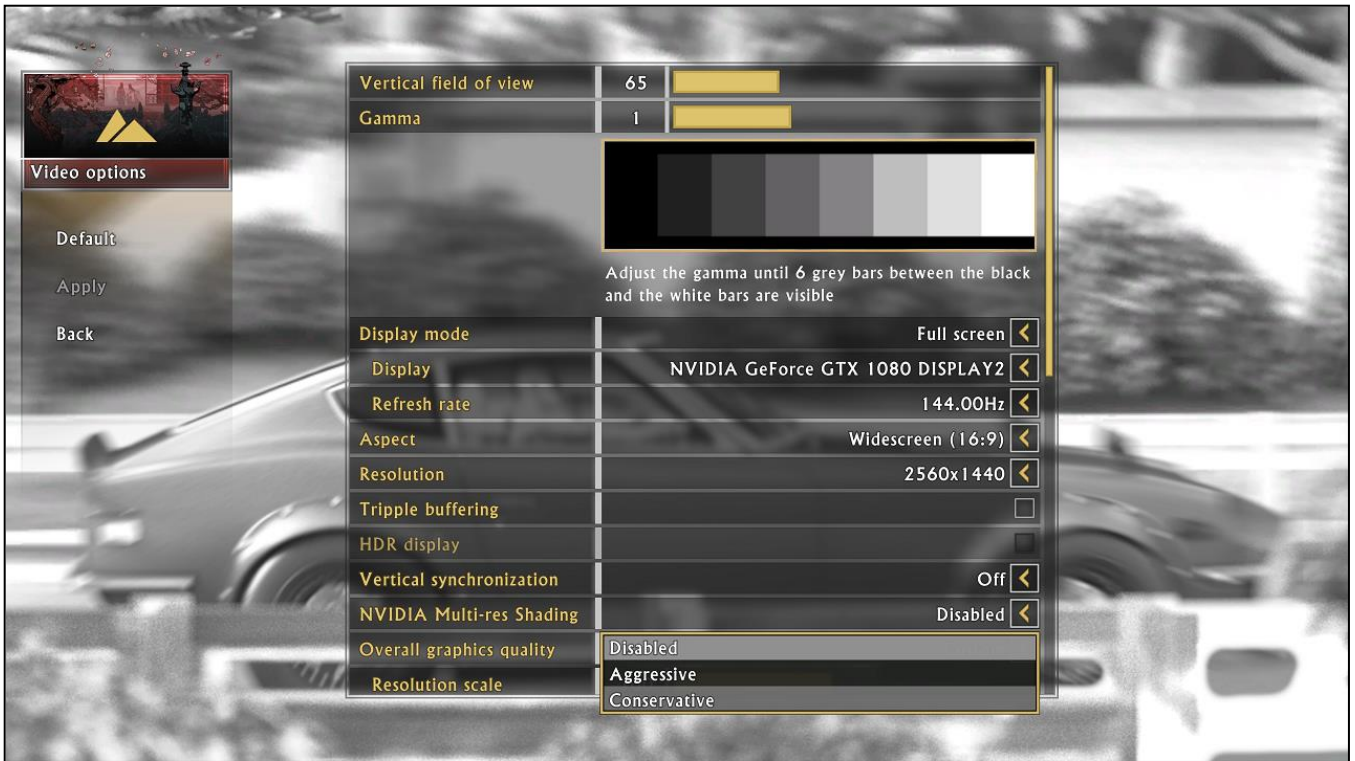 Vertical field of view 65
Gamma 1
Video options
Default
Apply
Back
Adjust the gamma until 6 grey bars between the black
and the white bars are visible
Display mode Full screen
Display NVIDIA GeForce GTX 1080 DISPLAY2
Refresh rate 144.00Hz
Aspect Widescreen (16:9)
Resolution 2560x1440
Tripple buffering
HDR display
Vertical synchronization Off
NVIDIA Multi-res Shading Disabled
Overall graphics quality
Resolution scale
Disabled
Aggressive
Conservative